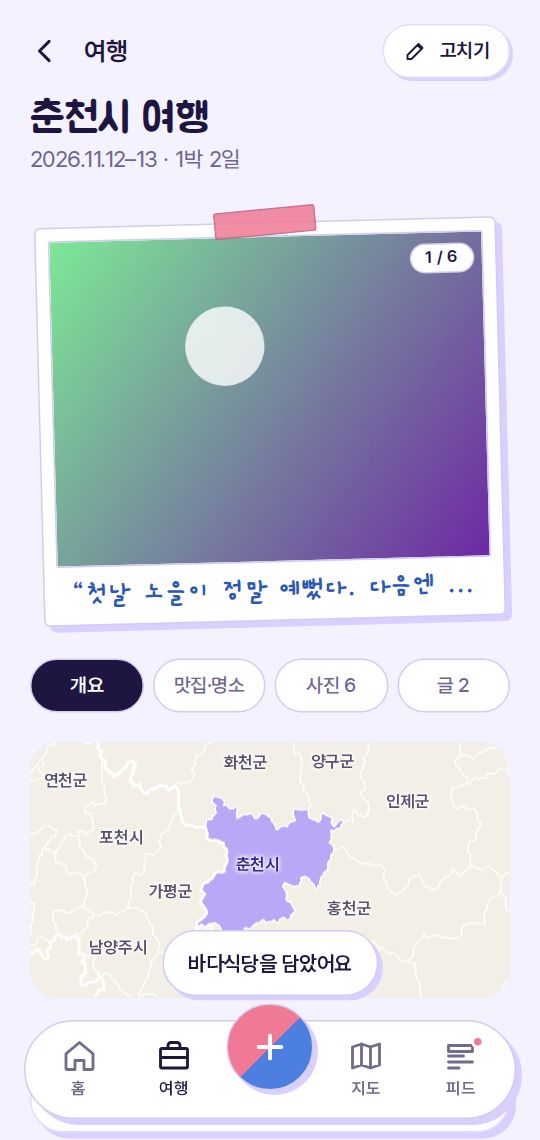 여행
고치기
춘천시 여행
2026.11.12–13 · 1박 2일
1 / 6
“첫날 노을이 정말 예뻤다. 다음엔 ...
개요
맛집·명소
사진 6
글 2
화천군
양구군
연천군
인제군
포천시
춘천시
가평군
홍천군
남양주시
바다식당을 담았어요
홈
여행
지도
피드